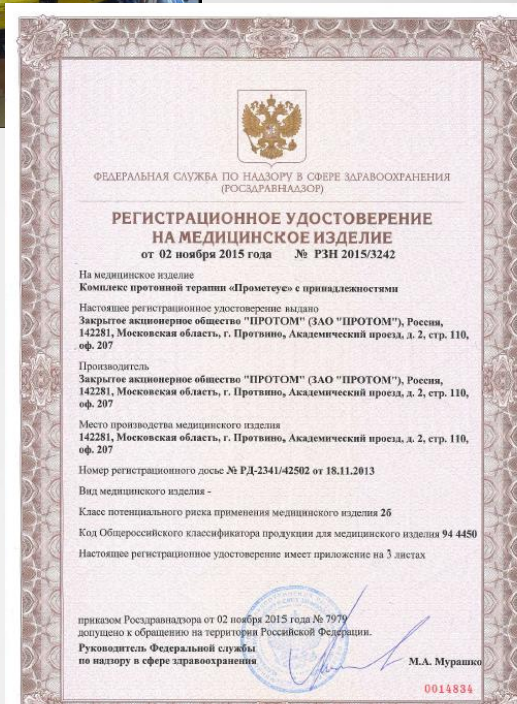 ФЕДЕРАЛЬНАЯ СЛУЖБА ПО НАДЗОРУ В СФЕРЕ ЗДРАВООХРАНЕНИЯ
(РОСЗДРАВНАДЗОР)
РЕГИСТРАЦИОННОЕ УДОСТОВЕРЕНИЕ
НА МЕДИЦИНСКОЕ ИЗДЕЛИЕ
от 02 ноября 2015 года № РЗН 2015/3242
На медицинское изделие
Комплекс протонной терапии «Прометеус» с принадлежностями
Настоящее регистрационное удостоверение выдано
Закрытое акционерное общество "ПРОТОМ" (ЗАО "ПРОТОМ"), Россия,
142281, Московская область, г. Протвино, Академический проезд, д. 2, стр. 110,
оф. 207
Производитель
Закрытое акционерное общество "ПРОТОМ" (ЗАО "ПРОТОМ"), Россия,
142281, Московская область, г. Протвино, Академический проезд, д. 2, стр. 110,
оф. 207
Место производства медицинского изделия
142281, Московская область, г. Протвино, Академический проезд, д. 2, стр. 110,
оф. 207
Номер регистрационного досье № РД-2341/42502 от 18.11.2013
Вид медицинского изделия -
Класс потенциального риска применения медицинского изделия 2б
Код Общероссийского классификатора продукции для медицинского изделия 94 4450
Настоящее регистрационное удостоверение имеет приложение на 3 листах
приказом Росздравнадзора от 02 ноября 2015 года № 7979
допущено к обращению на территории Российской Федерации.
Руководитель Федеральной службы
по надзору в сфере здравоохранения
М.А. Мурашко
0014834